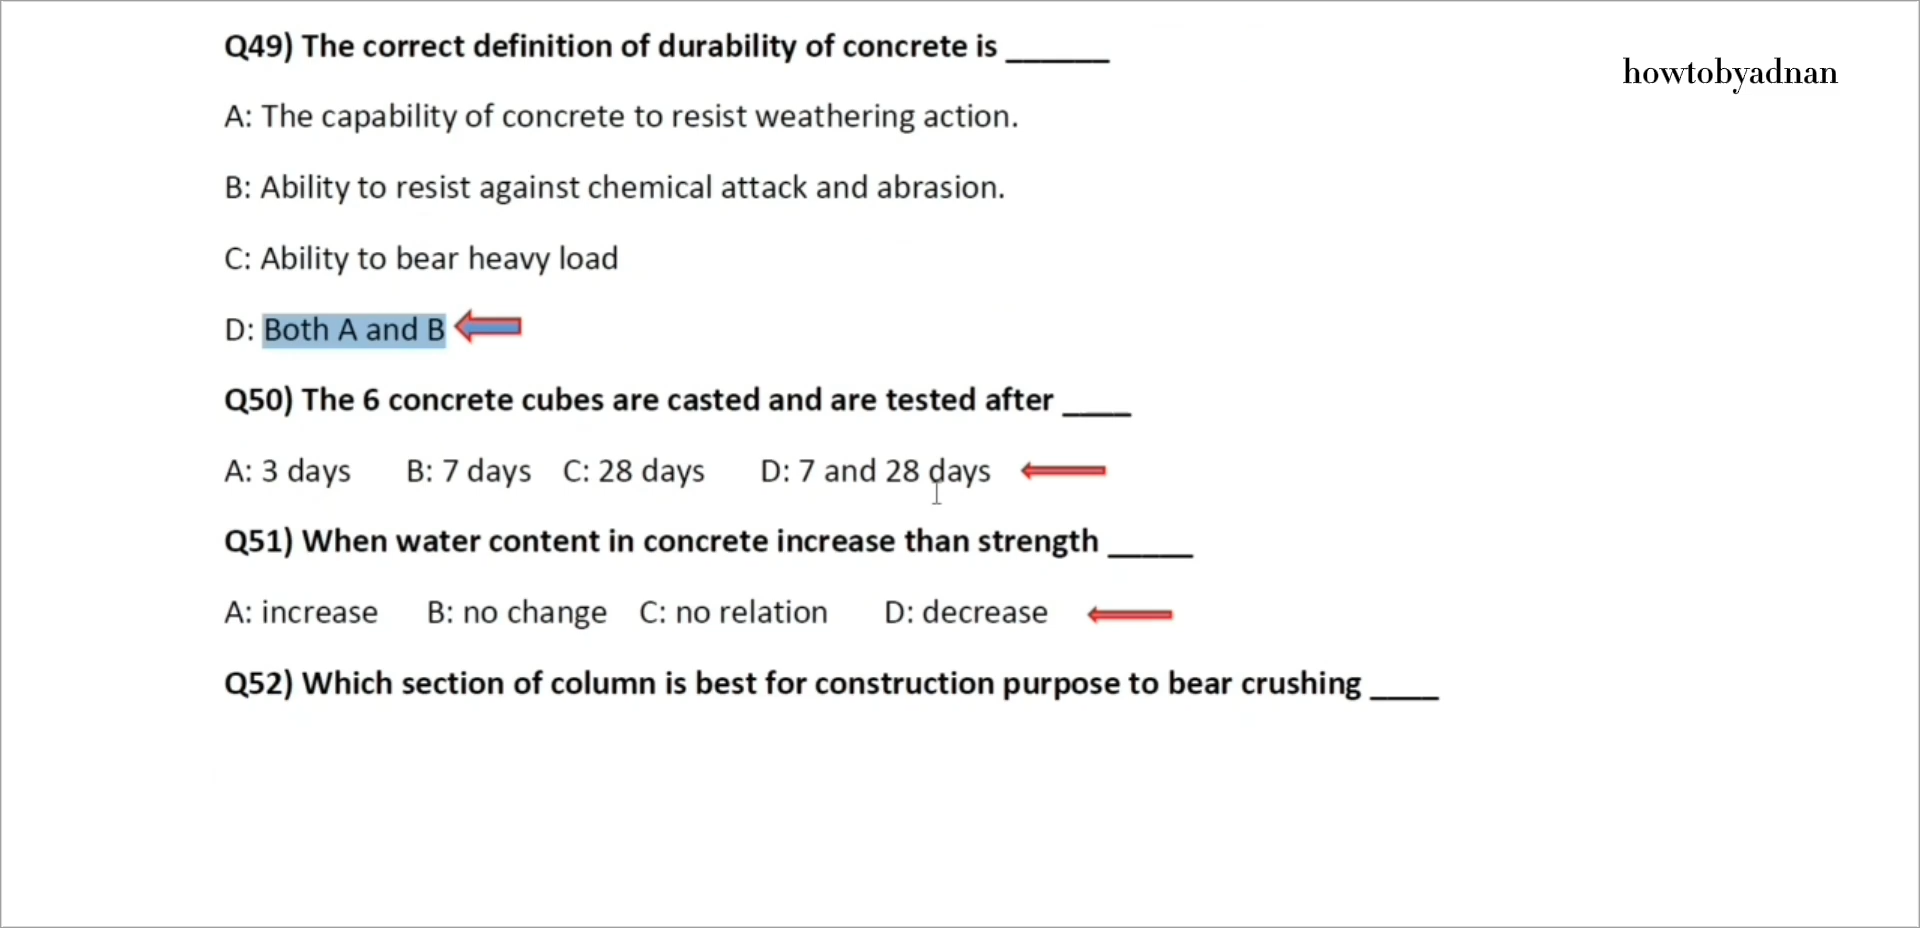 Q49) The correct definition of durability of concrete is ______
howtobyadnan
A: The capability of concrete to resist weathering action.
B: Ability to resist against chemical attack and abrasion.
C: Ability to bear heavy load
D: Both A and B
Q50) The 6 concrete cubes are casted and are tested after ____
A: 3 days B: 7 days C: 28 days D: 7 and 28 days
Q51) When water content in concrete increase than strength _____
A: increase B: no change C: no relation D: decrease
Q52) Which section of column is best for construction purpose to bear crushing ____